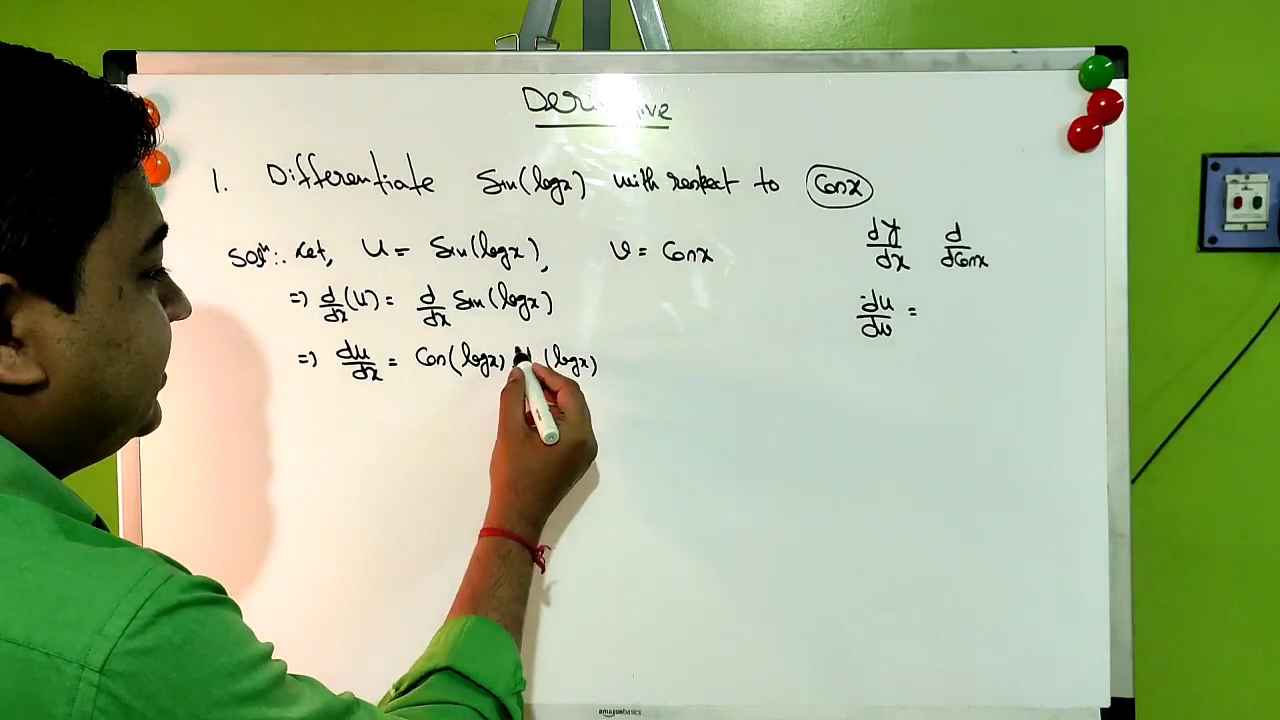 Derivative
1. Differentiate Sin(logx) with respect to Cosx
Solⁿ:. Let, U = Sin(logx), v = Cosx
dy/dx d/dCosx
=> d/dx (U) = d/dx Sin(logx)
du/dv =
=> du/dx = Cos(logx) (logx)
amazonbasics